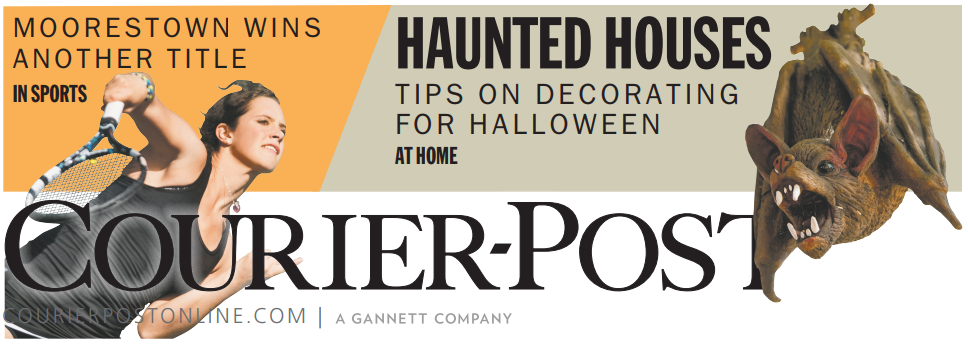 MOORESTOWN WINS
ANOTHER TITLE
IN SPORTS
HAUNTED HOUSES
TIPS ON DECORATING
FOR HALLOWEEN
AT HOME
COURIER-POST
COURIERPOSTONLINE.COM | A GANNETT COMPANY